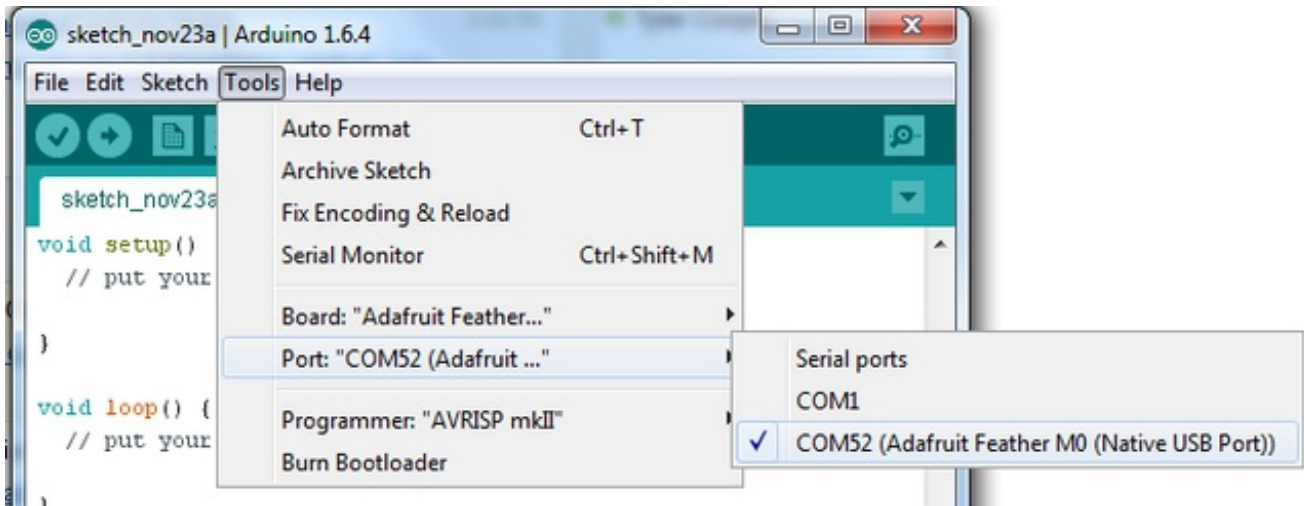 sketch_nov23a | Arduino 1.6.4
File Edit Sketch Tools Help
Auto Format Ctrl+T
Archive Sketch
sketch_nov23a
Fix Encoding & Reload
void setup()
Serial Monitor Ctrl+Shift+M
// put your
Board: "Adafruit Feather..."
}
Port: "COM52 (Adafruit ..."
Serial ports
void loop() {
COM1
Programmer: "AVRISP mkII"
// put your
COM52 (Adafruit Feather M0 (Native USB Port))
Burn Bootloader
}